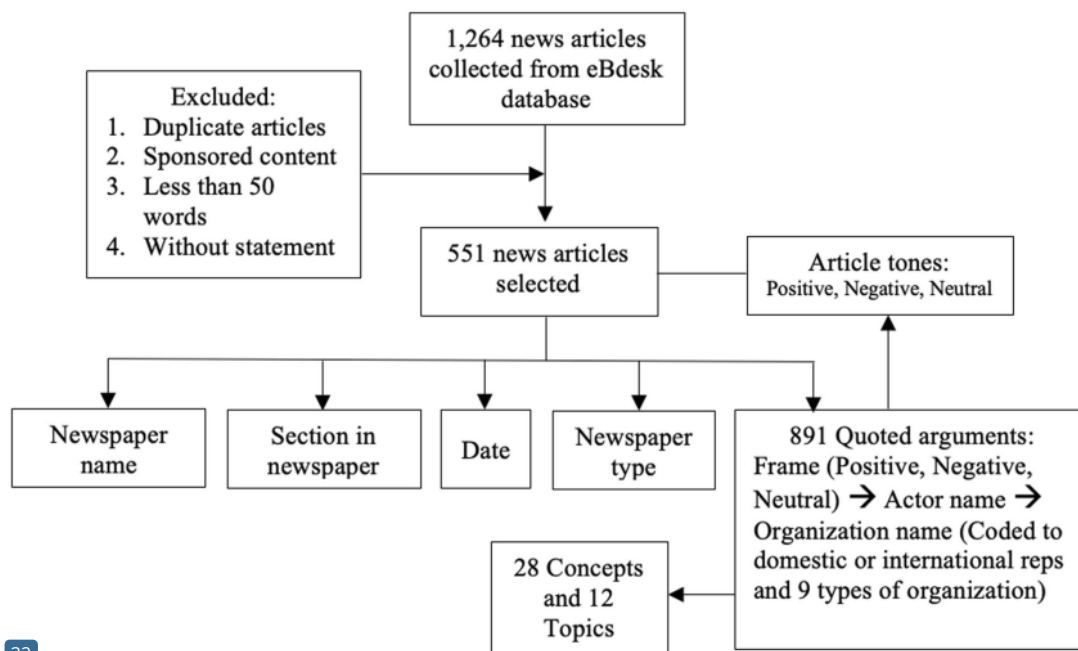 1,264 news articles
collected from eBdesk
database
Excluded:
1. Duplicate articles
2. Sponsored content
3. Less than 50
words
4. Without statement
551 news articles
selected
Article tones:
Positive, Negative, Neutral
Newspaper
name
Section in
newspaper
Date
Newspaper
type
891 Quoted arguments:
Frame (Positive, Negative,
Neutral) → Actor name →
Organization name (Coded to
domestic or international reps
and 9 types of organization)
28 Concepts
and 12
Topics